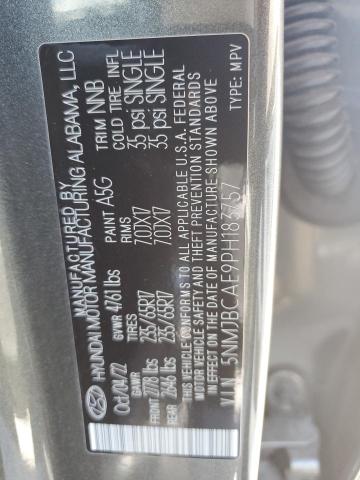 MANUFACTURED BY
HYUNDAI MOTOR MANUFACTURING ALABAMA, LLC
Oct/04/22 PAINT A5G TRIM NNB
GVWR 4761 lbs
TIRES RIMS COLD TIRE INFL
FRONT 2778 lbs 235/65R17 7.0JX17 35 psi SINGLE
REAR 2646 lbs 235/65R17 7.0JX17 35 psi SINGLE
THIS VEHICLE CONFORMS TO ALL APPLICABLE U.S.A. FEDERAL
MOTOR VEHICLE SAFETY, BUMPER, AND THEFT PREVENTION STANDARDS
IN EFFECT ON THE DATE OF MANUFACTURE SHOWN ABOVE.
V.I.N. 5NMJBCAE9PH183757 TYPE: MPV